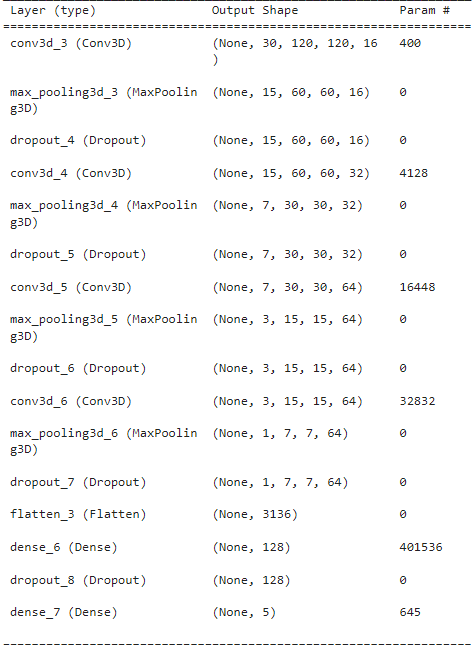 Layer (type) Output Shape Param #
=================================================================
conv3d_3 (Conv3D) (None, 30, 120, 120, 16 400
)
max_pooling3d_3 (MaxPoolin (None, 15, 60, 60, 16) 0
g3D)
dropout_4 (Dropout) (None, 15, 60, 60, 16) 0
conv3d_4 (Conv3D) (None, 15, 60, 60, 32) 4128
max_pooling3d_4 (MaxPoolin (None, 7, 30, 30, 32) 0
g3D)
dropout_5 (Dropout) (None, 7, 30, 30, 32) 0
conv3d_5 (Conv3D) (None, 7, 30, 30, 64) 16448
max_pooling3d_5 (MaxPoolin (None, 3, 15, 15, 64) 0
g3D)
dropout_6 (Dropout) (None, 3, 15, 15, 64) 0
conv3d_6 (Conv3D) (None, 3, 15, 15, 64) 32832
max_pooling3d_6 (MaxPoolin (None, 1, 7, 7, 64) 0
g3D)
dropout_7 (Dropout) (None, 1, 7, 7, 64) 0
flatten_3 (Flatten) (None, 3136) 0
dense_6 (Dense) (None, 128) 401536
dropout_8 (Dropout) (None, 128) 0
dense_7 (Dense) (None, 5) 645
=================================================================